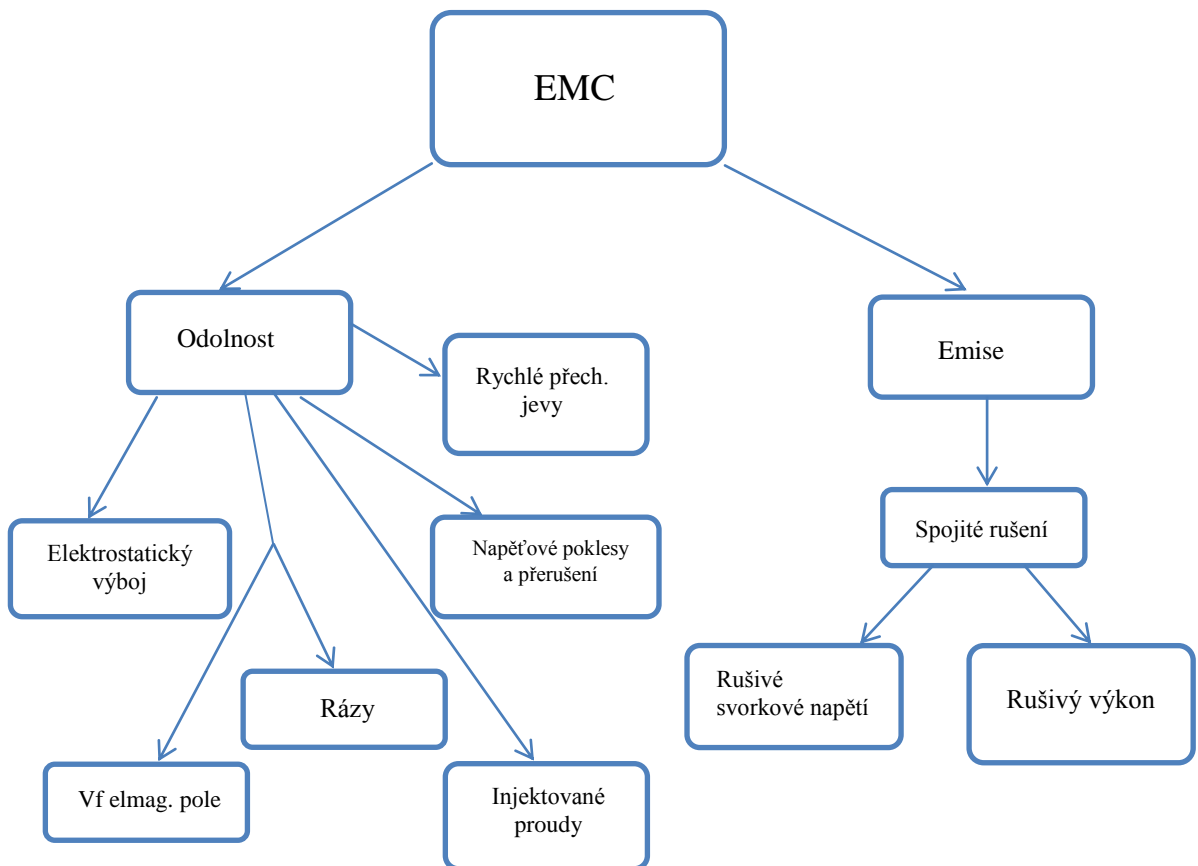 EMC
Odolnost
Emise
Rychlé přech.
jevy
Elektrostatický
výboj
Napěťové poklesy
a přerušení
Spojité rušení
Rázy
Rušivé
svorkové napětí
Rušivý výkon
Vf elmag. pole
Injektované
proudy